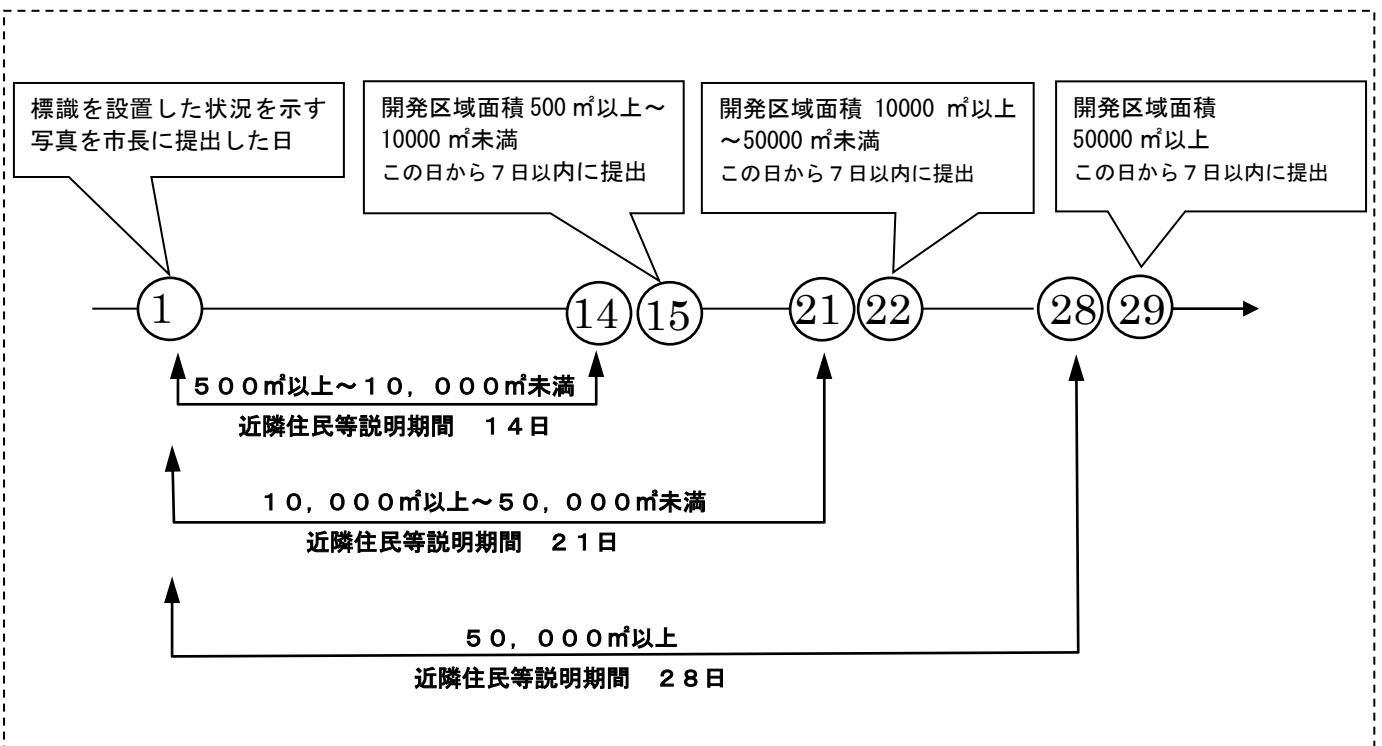 標識を設置した状況を示す
写真を市長に提出した日
開発区域面積 500 ㎡以上～
10000 ㎡未満
この日から７日以内に提出
開発区域面積 10000 ㎡以上
～50000 ㎡未満
この日から７日以内に提出
開発区域面積
50000 ㎡以上
この日から７日以内に提出
1
14
15
21
22
28
29
５００㎡以上～１０，０００㎡未満
近隣住民等説明期間　１４日
１０，０００㎡以上～５０，０００㎡未満
近隣住民等説明期間　２１日
５０，０００㎡以上
近隣住民等説明期間　２８日